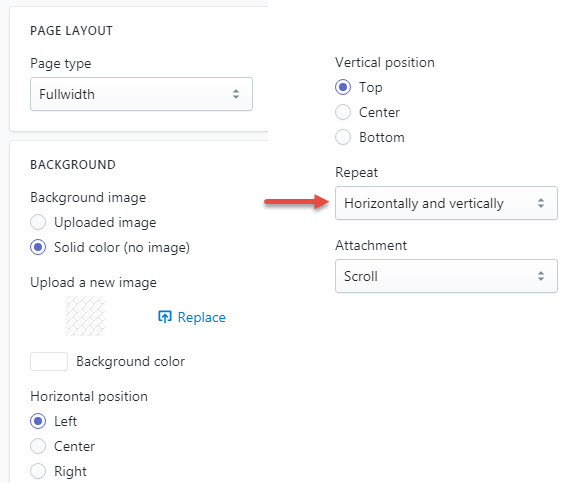 PAGE LAYOUT
Page type
Fullwidth
BACKGROUND
Background image
Uploaded image
Solid color (no image)
Upload a new image
Replace
Background color
Horizontal position
Left
Center
Right
Vertical position
Top
Center
Bottom
Repeat
Horizontally and vertically
Attachment
Scroll